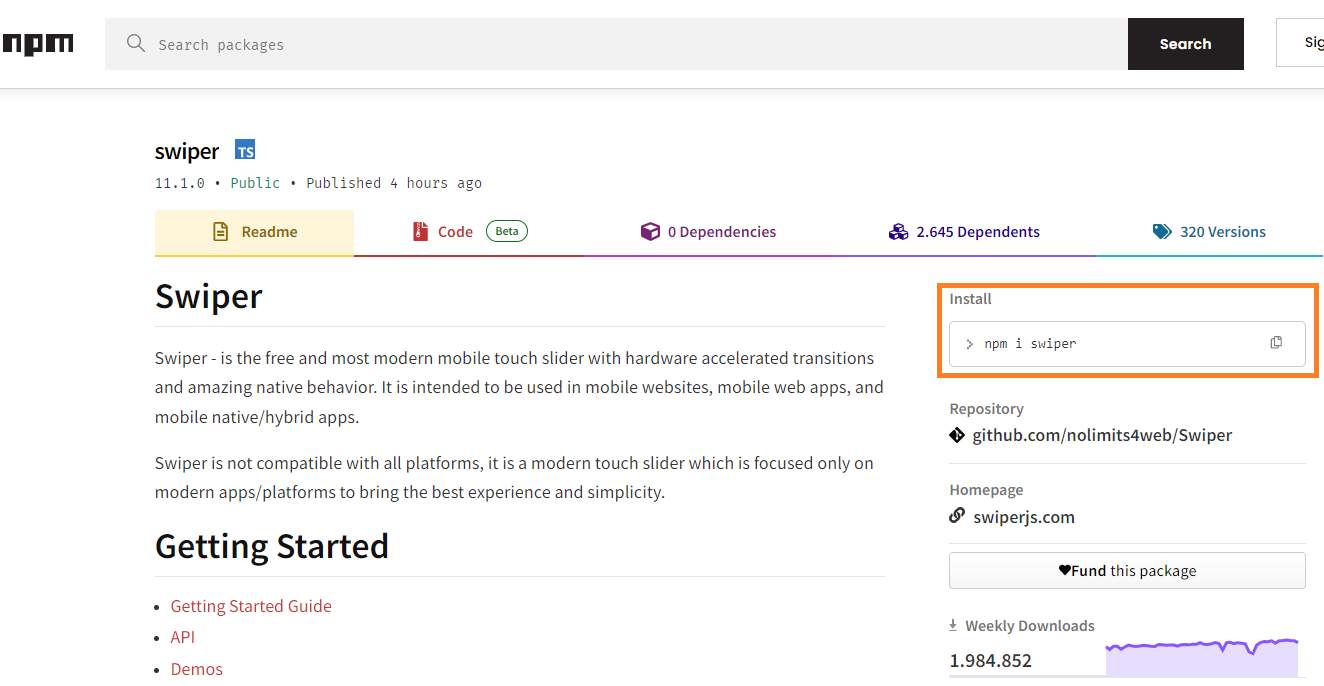 npm
Search packages
Search
Sig
swiper TS
11.1.0 • Public • Published 4 hours ago
Readme
Code Beta
0 Dependencies
2.645 Dependents
320 Versions
Swiper
Swiper - is the free and most modern mobile touch slider with hardware accelerated transitions
and amazing native behavior. It is intended to be used in mobile websites, mobile web apps, and
mobile native/hybrid apps.
Swiper is not compatible with all platforms, it is a modern touch slider which is focused only on
modern apps/platforms to bring the best experience and simplicity.
Getting Started
• Getting Started Guide
• API
• Demos
Install
> npm i swiper
Repository
github.com/nolimits4web/Swiper
Homepage
swiperjs.com
Fund this package
Weekly Downloads
1.984.852